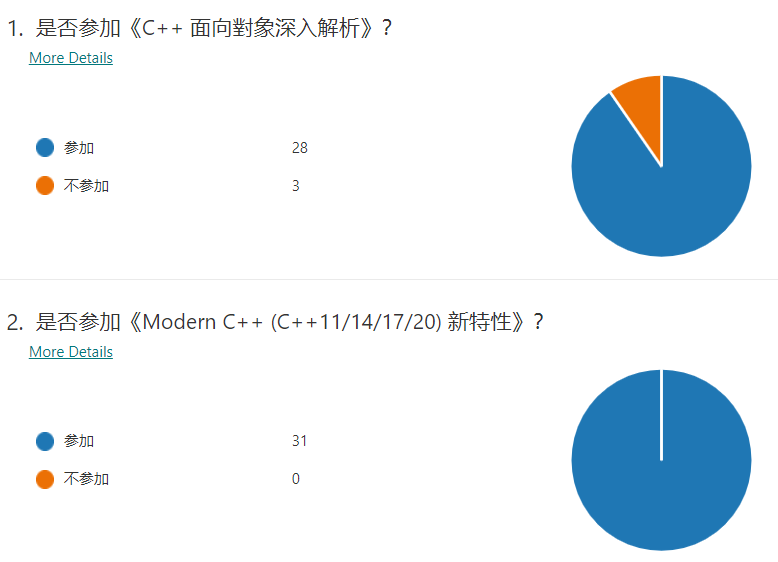 1. 是否參加《C++ 面向對象深入解析》?
More Details
参加 28
不参加 3
2. 是否參加《Modern C++ (C++11/14/17/20) 新特性》?
More Details
参加 31
不参加 0